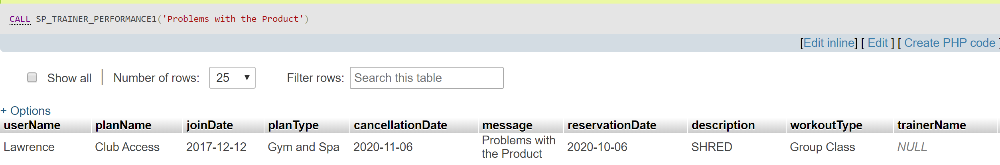 CALL SP_TRAINER_PERFORMANCE1('Problems with the Product')
[Edit inline] [ Edit ] [ Create PHP code ]
Show all | Number of rows: 25 Filter rows: Search this table
+ Options
userName planName joinDate planType cancellationDate message reservationDate description workoutType trainerName
Lawrence Club Access 2017-12-12 Gym and Spa 2020-11-06 Problems with the Product 2020-10-06 SHRED Group Class NULL